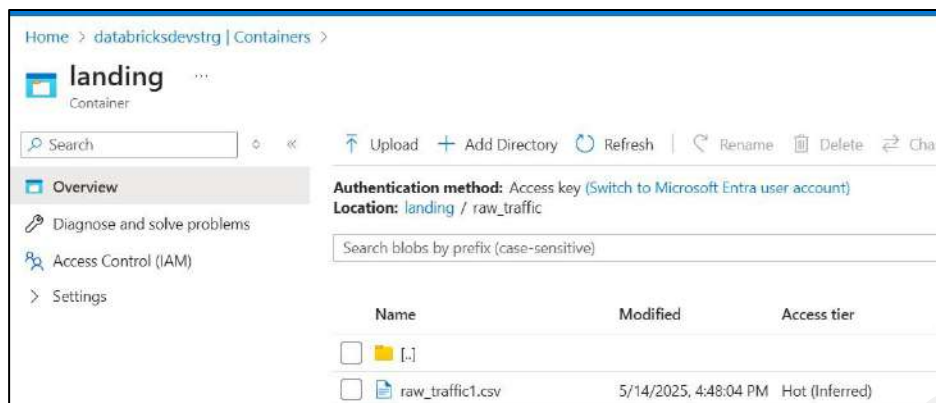 Home > databricksdevstrg | Containers >
landing ...
Container
Search
Upload + Add Directory Refresh | Rename Delete Cha
Overview
Diagnose and solve problems
Access Control (IAM)
> Settings
Authentication method: Access key (Switch to Microsoft Entra user account)
Location: landing / raw_traffic
Search blobs by prefix (case-sensitive)
Name Modified Access tier
[..]
raw_traffic1.csv 5/14/2025, 4:48:04 PM Hot (Inferred)